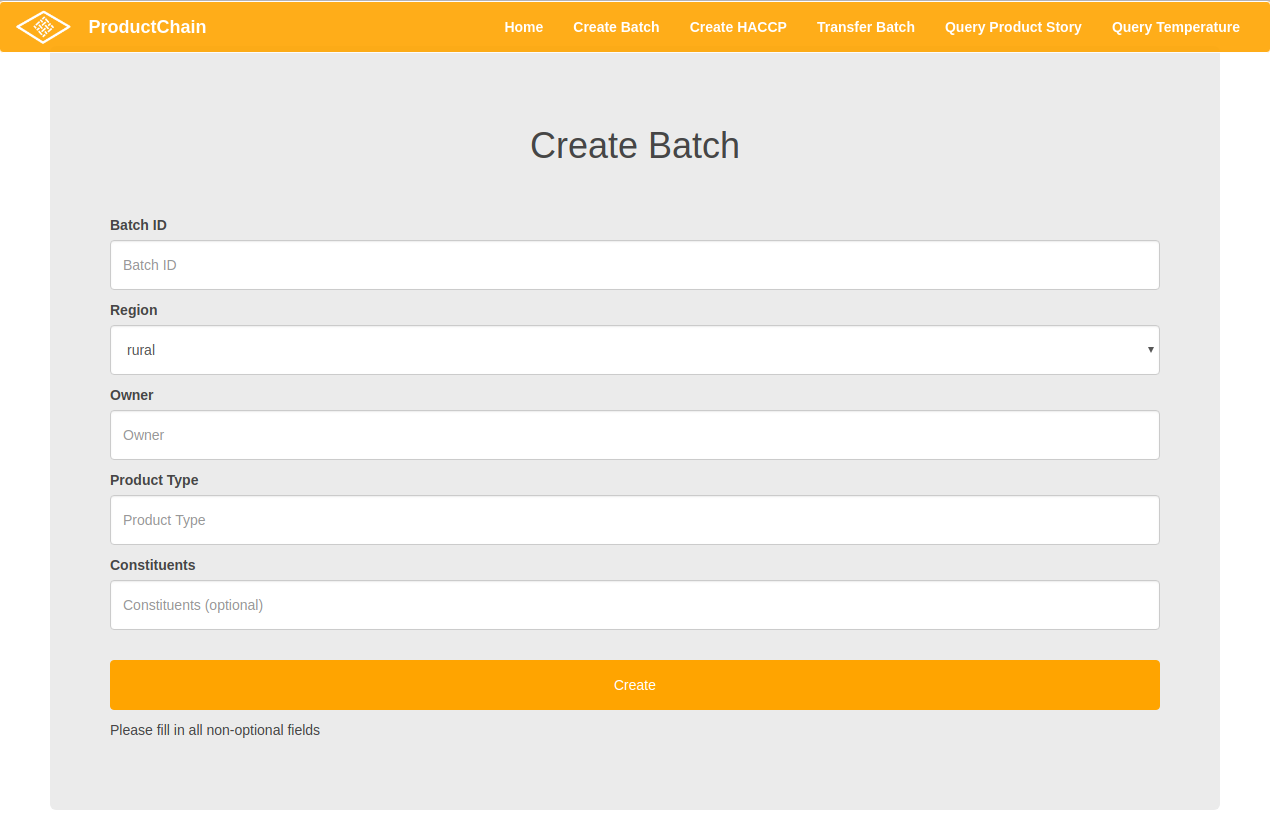 ProductChain Home Create Batch Create HACCP Transfer Batch Query Product Story Query Temperature
Create Batch
Batch ID
Batch ID
Region
rural
Owner
Owner
Product Type
Product Type
Constituents
Constituents (optional)
Create
Please fill in all non-optional fields